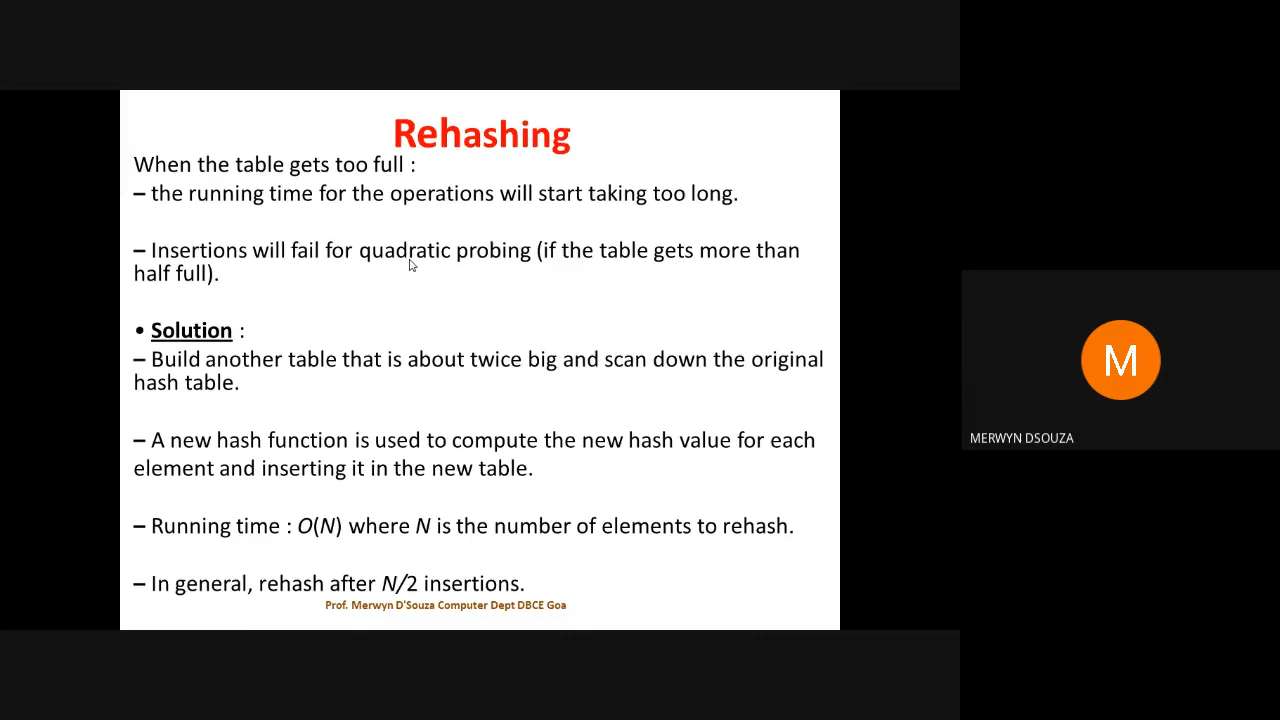 Rehashing
When the table gets too full :
– the running time for the operations will start taking too long.
– Insertions will fail for quadratic probing (if the table gets more than
half full).
• Solution :
– Build another table that is about twice big and scan down the original
hash table.
– A new hash function is used to compute the new hash value for each
element and inserting it in the new table.
– Running time : O(N) where N is the number of elements to rehash.
– In general, rehash after N/2 insertions.
Prof. Merwyn D'Souza Computer Dept DBCE Goa
M
MERWYN DSOUZA